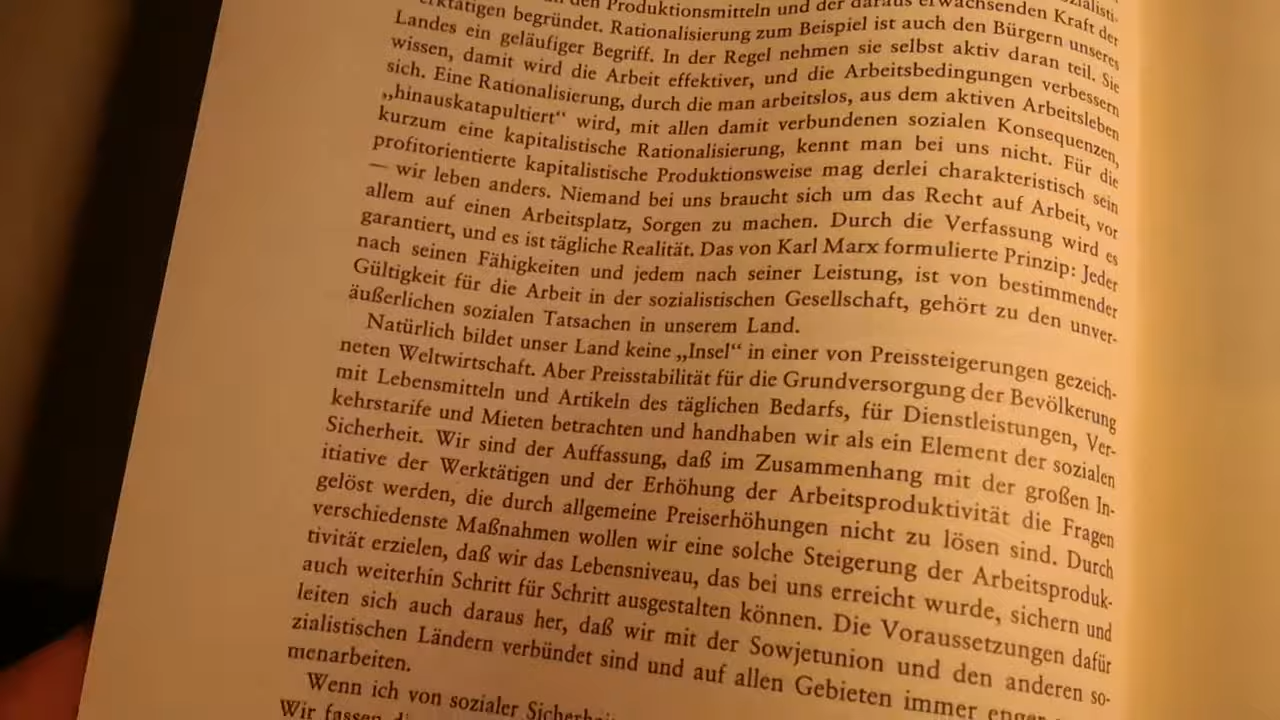 den Produktionsmitteln und der daraus erwachsenden Kraft der
erktätigen begründet. Rationalisierung zum Beispiel ist auch den Bürgern unseres
Landes ein geläufiger Begriff. In der Regel nehmen sie selbst aktiv daran teil. Sie
wissen, damit wird die Arbeit effektiver, und die Arbeitsbedingungen verbessern
sich. Eine Rationalisierung, durch die man arbeitslos, aus dem aktiven Arbeitsleben
„hinauskatapultiert“ wird, mit allen damit verbundenen sozialen Konsequenzen,
kurzum eine kapitalistische Rationalisierung, kennt man bei uns nicht. Für die
profitorientierte kapitalistische Produktionsweise mag derlei charakteristisch sein
— wir leben anders. Niemand bei uns braucht sich um das Recht auf Arbeit, vor
allem auf einen Arbeitsplatz, Sorgen zu machen. Durch die Verfassung wird es
garantiert, und es ist tägliche Realität. Das von Karl Marx formulierte Prinzip: Jeder
nach seinen Fähigkeiten und jedem nach seiner Leistung, ist von bestimmender
Gültigkeit für die Arbeit in der sozialistischen Gesellschaft, gehört zu den unver-
äußerlichen sozialen Tatsachen in unserem Land.
Natürlich bildet unser Land keine „Insel“ in einer von Preissteigerungen gezeich-
neten Weltwirtschaft. Aber Preisstabilität für die Grundversorgung der Bevölkerung
mit Lebensmitteln und Artikeln des täglichen Bedarfs, für Dienstleistungen, Ver-
kehrstarife und Mieten betrachten und handhaben wir als ein Element der sozialen
Sicherheit. Wir sind der Auffassung, daß im Zusammenhang mit der großen In-
itiative der Werktätigen und der Erhöhung der Arbeitsproduktivität die Fragen
gelöst werden, die durch allgemeine Preiserhöhungen nicht zu lösen sind. Durch
verschiedenste Maßnahmen wollen wir eine solche Steigerung der Arbeitsproduk-
tivität erzielen, daß wir das Lebensniveau, das bei uns erreicht wurde, sichern und
auch weiterhin Schritt für Schritt ausgestalten können. Die Voraussetzungen dafür
leiten sich auch daraus her, daß wir mit der Sowjetunion und den anderen so-
zialistischen Ländern verbündet sind und auf allen Gebieten immer enger
menarbeiten.
Wenn ich von sozialer
Wir fassen